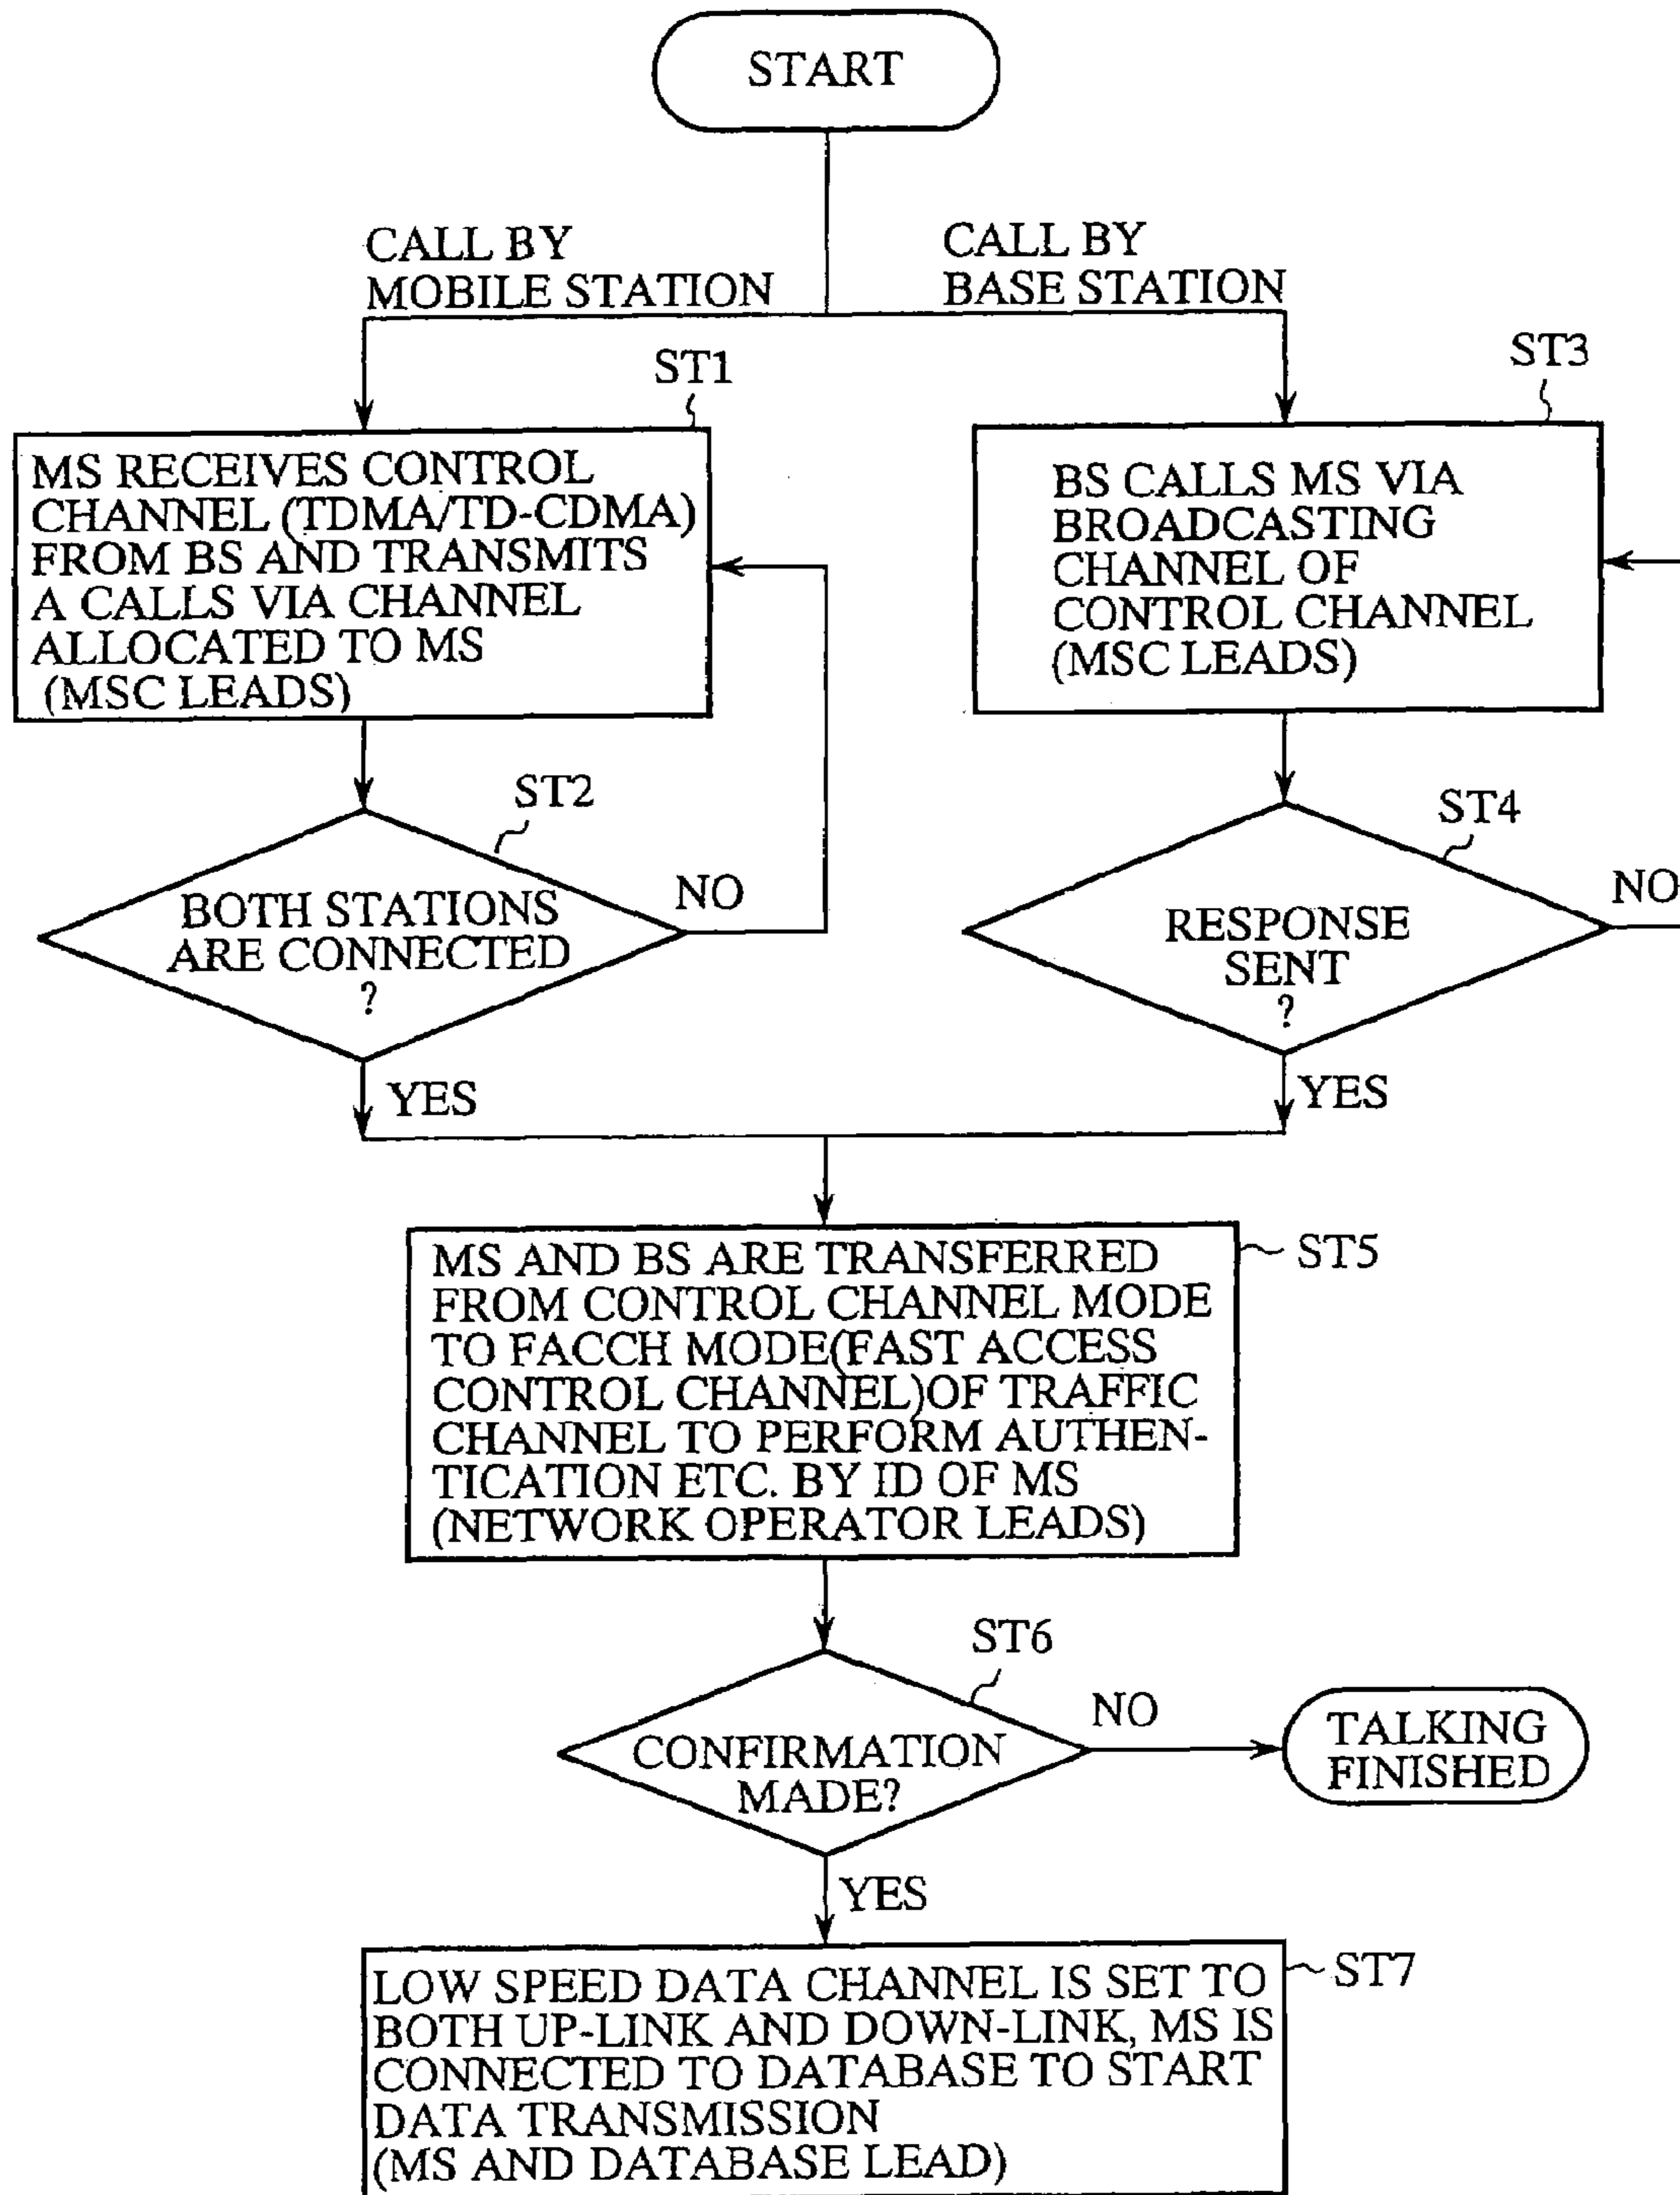 START
CALL BY
MOBILE STATION
CALL BY
BASE STATION
ST1
ST3
MS RECEIVES CONTROL
CHANNEL (TDMA/TD-CDMA)
FROM BS AND TRANSMITS
A CALLS VIA CHANNEL
ALLOCATED TO MS
(MSC LEADS)
BS CALLS MS VIA
BROADCASTING
CHANNEL OF
CONTROL CHANNEL
(MSC LEADS)
ST2
BOTH STATIONS
ARE CONNECTED
?
NO
YES
ST4
RESPONSE
SENT
?
NO
YES
MS AND BS ARE TRANSFERRED
FROM CONTROL CHANNEL MODE
TO FACCH MODE(FAST ACCESS
CONTROL CHANNEL)OF TRAFFIC
CHANNEL TO PERFORM AUTHEN-
TICATION ETC. BY ID OF MS
(NETWORK OPERATOR LEADS)
ST5
ST6
CONFIRMATION
MADE?
NO
TALKING
FINISHED
YES
LOW SPEED DATA CHANNEL IS SET TO
BOTH UP-LINK AND DOWN-LINK, MS IS
CONNECTED TO DATABASE TO START
DATA TRANSMISSION
(MS AND DATABASE LEAD)
ST7